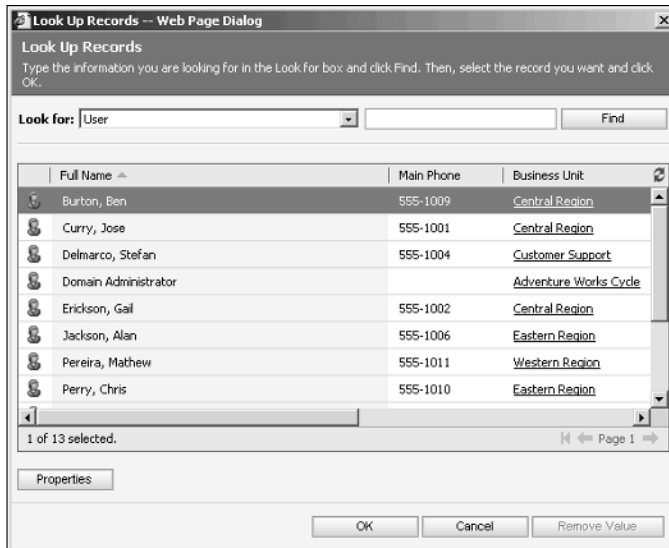 Look Up Records -- Web Page Dialog
Look Up Records
Type the information you are looking for in the Look for box and click Find. Then, select the record you want and click
OK.
Look for: User Find
Full Name Main Phone Business Unit
Burton, Ben 555-1009 Central Region
Curry, Jose 555-1001 Central Region
Delmarco, Stefan 555-1004 Customer Support
Domain Administrator Adventure Works Cycle
Erickson, Gail 555-1002 Central Region
Jackson, Alan 555-1006 Eastern Region
Pereira, Mathew 555-1011 Western Region
Perry, Chris 555-1010 Eastern Region
1 of 13 selected. Page 1
Properties
OK Cancel Remove Value